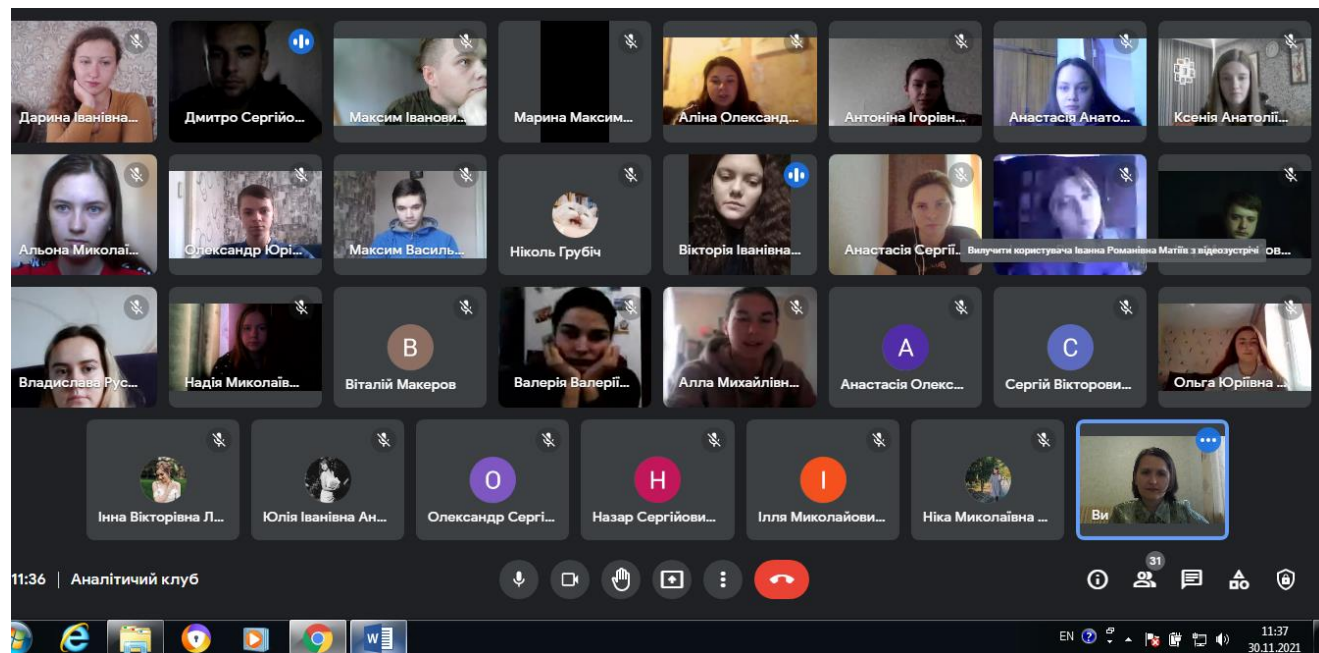 Дарина Іванівна...
Дмитро Сергійо...
Максим Іванови...
Марина Максим...
Аліна Олександ...
Антоніна Ігорівн...
Анастасія Анато...
Ксенія Анатолії...
Альона Миколаї...
Олександр Юрі...
Максим Василь...
Ніколь Грубіч
Вікторія Іванівна...
Анастасія Сергії...
Вилучити користувача Іванна Романівна Матіїв з відеозустрічі
ов...
Владислава Рус...
Надія Миколаїв...
В
Віталій Макеров
Валерія Валерії...
Алла Михайлівн...
А
Анастасія Олекс...
С
Сергій Вікторови...
Ольга Юріївна ...
Інна Вікторівна Л...
Юлія Іванівна Ан...
О
Олександр Сергі...
Н
Назар Сергійови...
І
Ілля Миколайови...
Ніка Миколаївна ...
Ви
11:36 | Аналітичий клуб
31
W
EN
11:37
30.11.2021